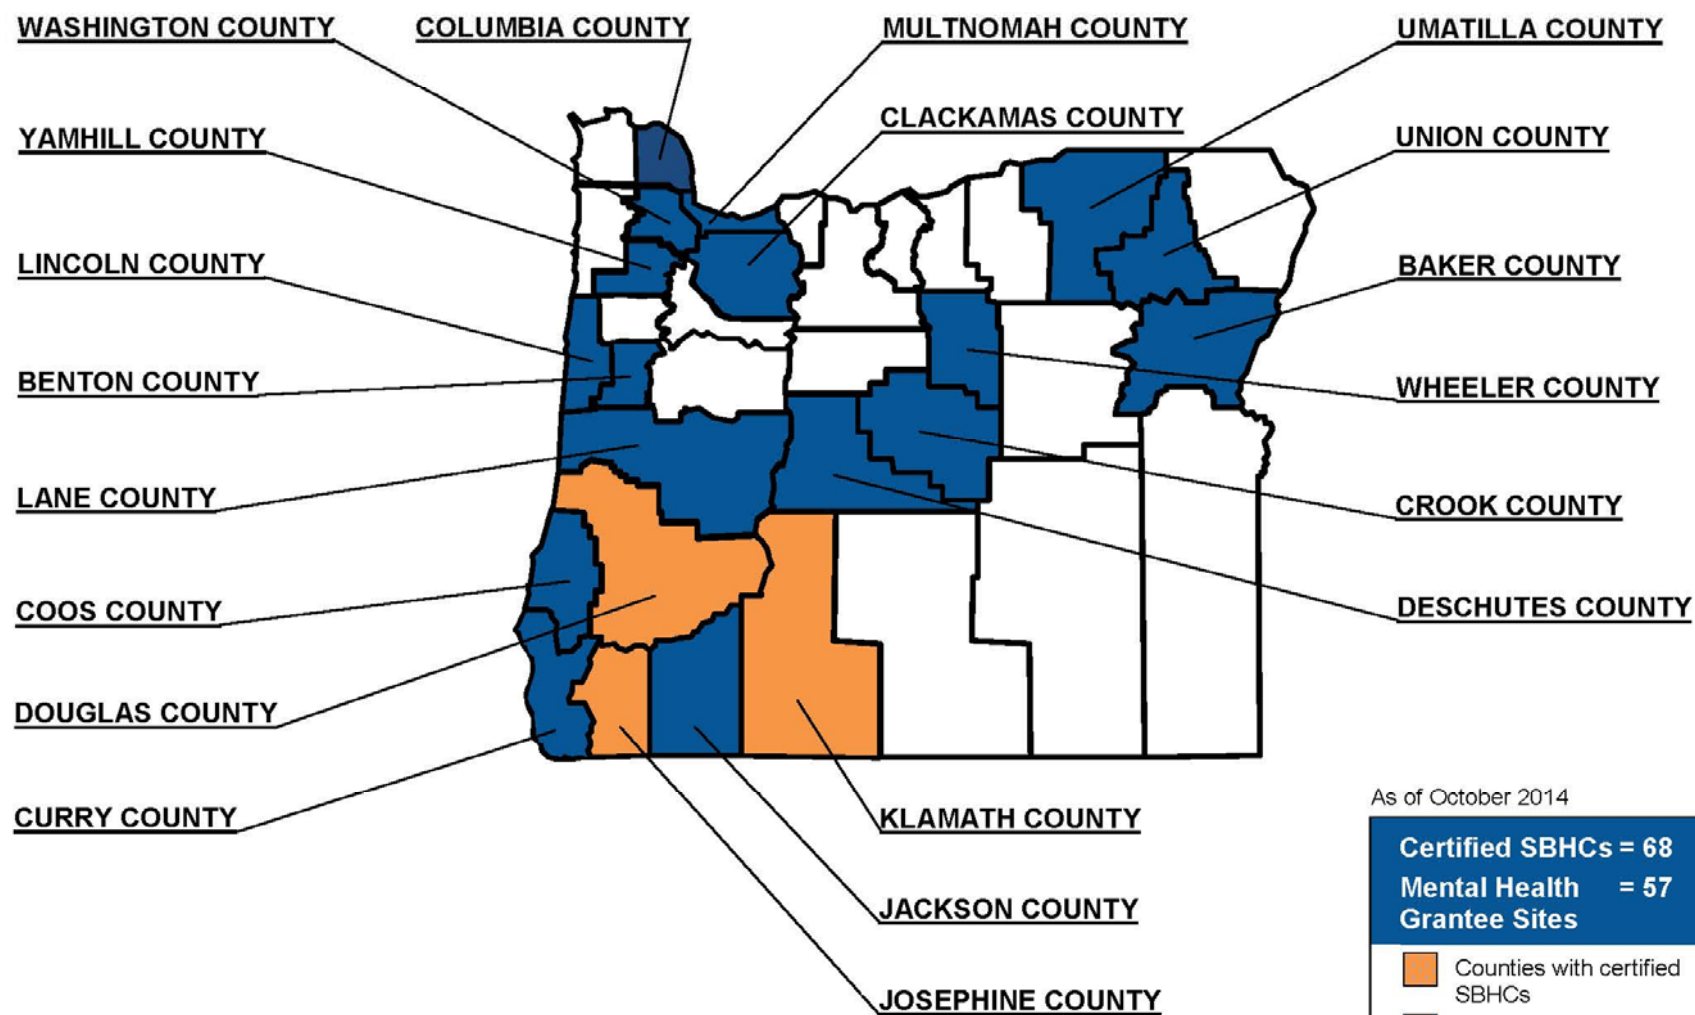 WASHINGTON COUNTY
COLUMBIA COUNTY
MULTNOMAH COUNTY
UMATILLA COUNTY
YAMHILL COUNTY
CLACKAMAS COUNTY
UNION COUNTY
LINCOLN COUNTY
BAKER COUNTY
BENTON COUNTY
WHEELER COUNTY
LANE COUNTY
CROOK COUNTY
COOS COUNTY
DESCHUTES COUNTY
DOUGLAS COUNTY
CURRY COUNTY
KLAMATH COUNTY
JACKSON COUNTY
JOSEPHINE COUNTY
As of October 2014
Certified SBHCs = 68
Mental Health = 57
Grantee Sites
Counties with certified
SBHCs